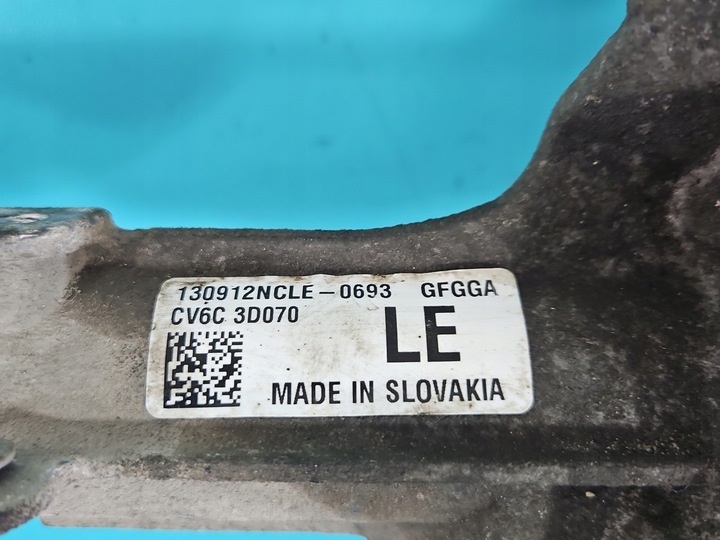 130912NCLE-0693 GFGGA
CV6C 3D070
LE
MADE IN SLOVAKIA